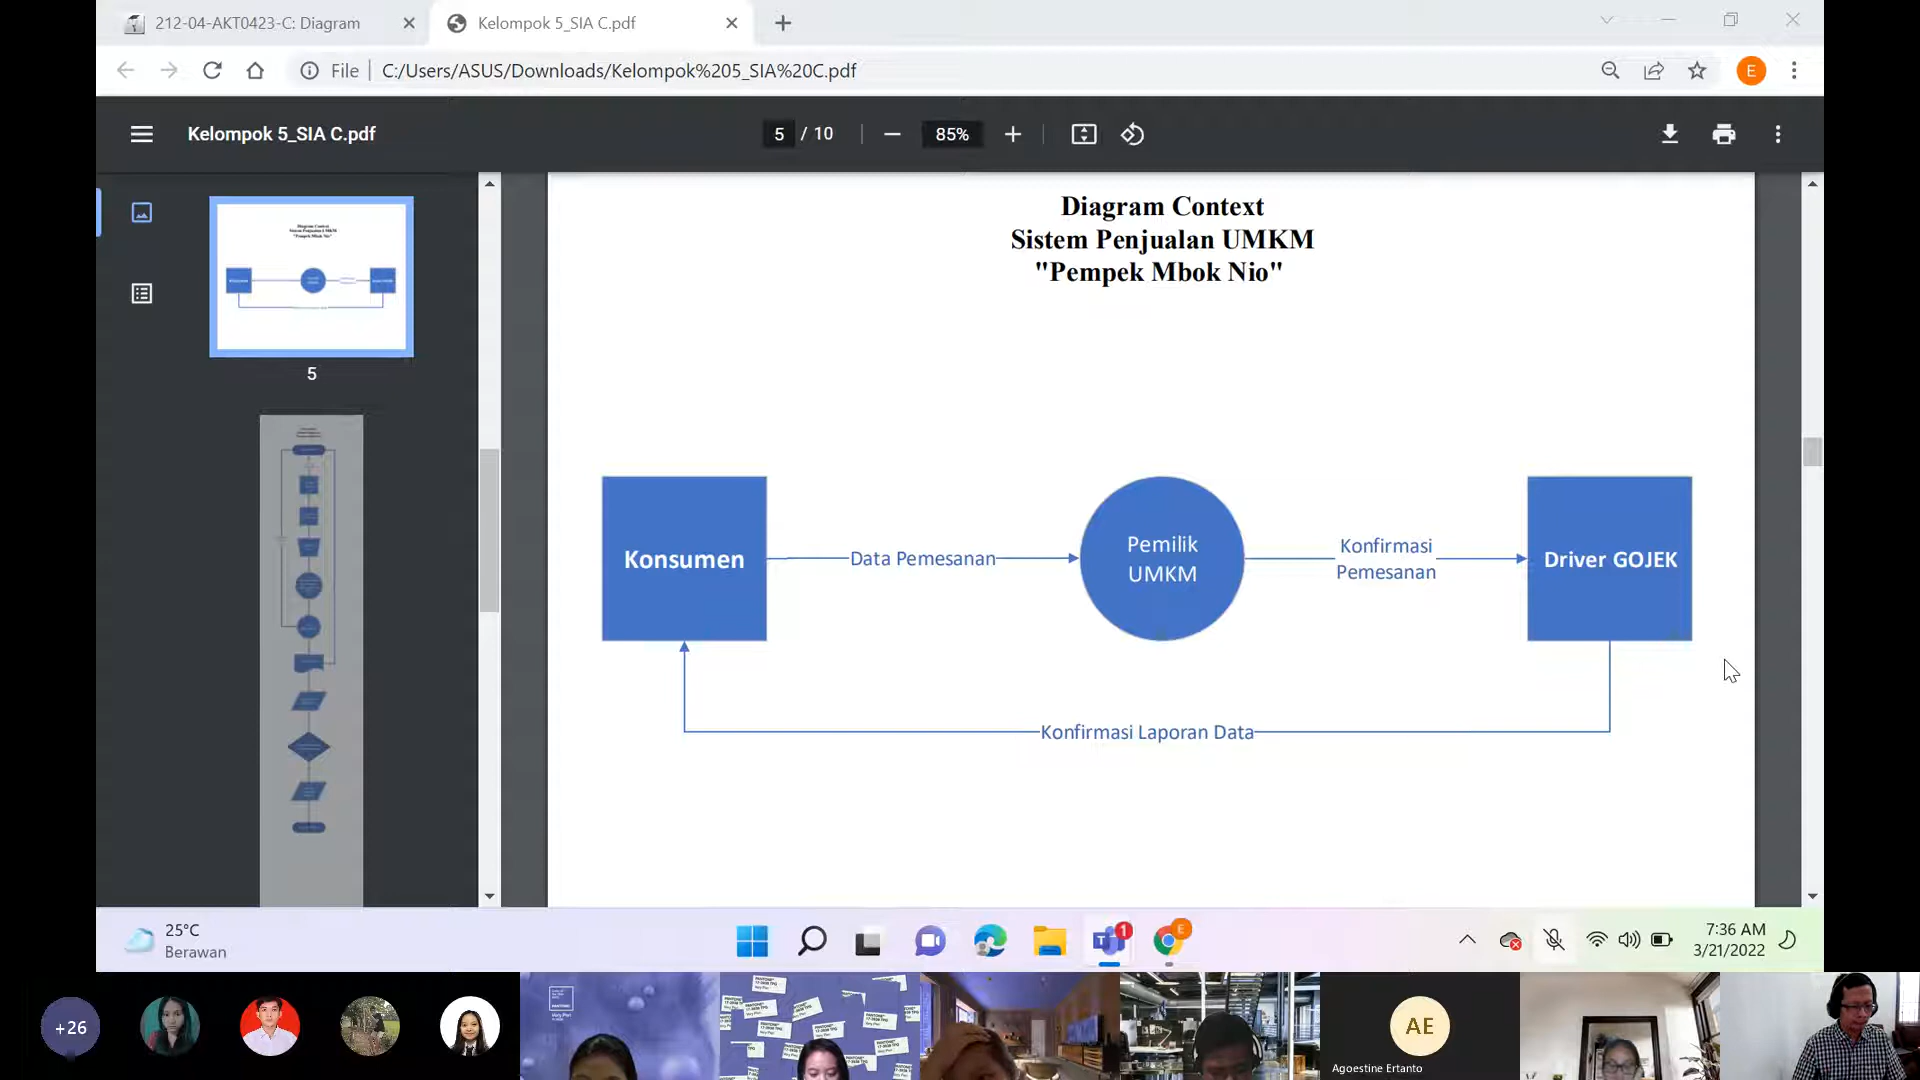 212-04-AKT0423-C: Diagram
Kelompok 5_SIA C.pdf
File
C:/Users/ASUS/Downloads/Kelompok%205_SIA%20C.pdf
E
Kelompok 5_SIA C.pdf
5 / 10
85%
5
Diagram Context
Sistem Penjualan UMKM
"Pempek Mbok Nio"
Konsumen
Data Pemesanan
Pemilik
UMKM
Konfirmasi
Pemesanan
Driver GOJEK
Konfirmasi Laporan Data
25°C
Berawan
1
E
7:36 AM
3/21/2022
+26
AE
Agoestine Ertanto